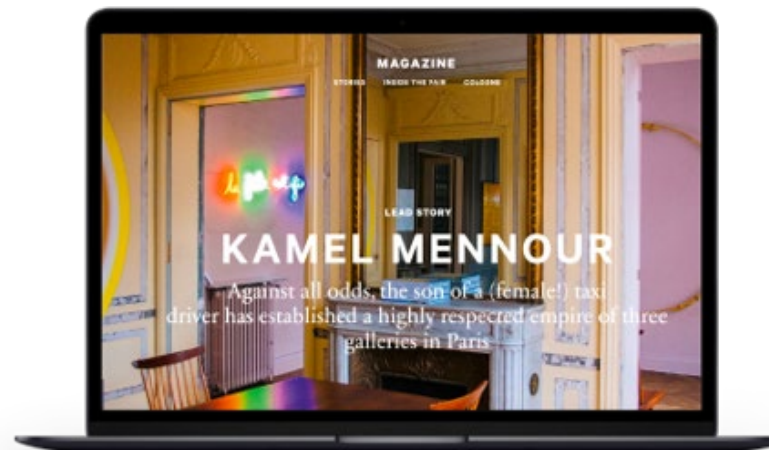 MAGAZINE
STORIES INSIDE THE FAIR COLOGNE
LEAD STORY
KAMEL MENNOUR
Against all odds, the son of a (female!) taxi
driver has established a highly respected empire of three
galleries in Paris